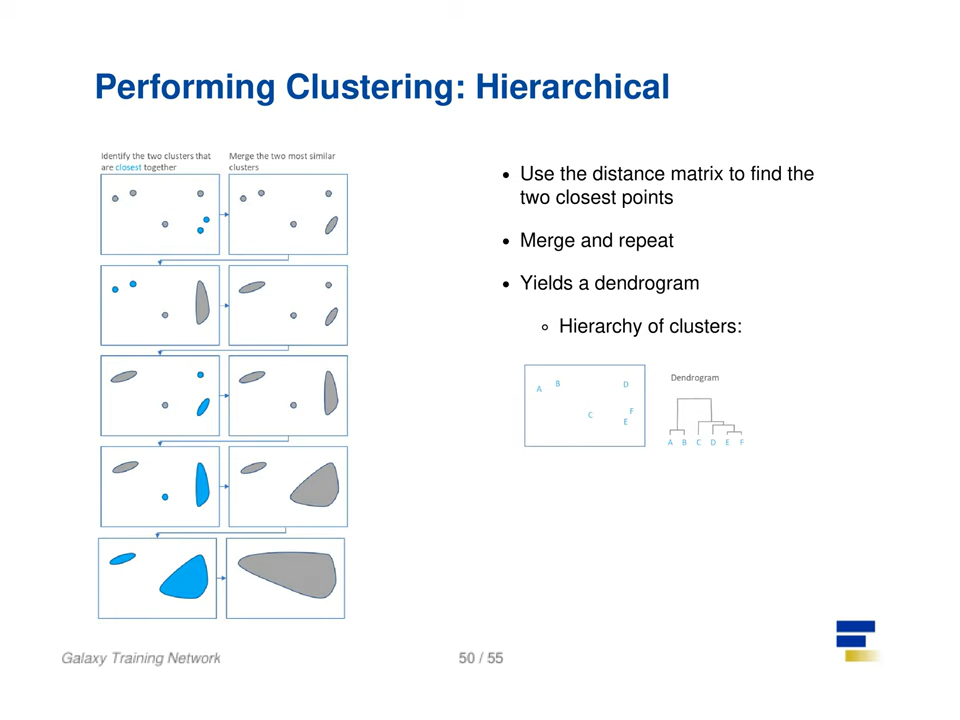 Performing Clustering: Hierarchical
Identify the two clusters that
are closest together
Merge the two most similar
clusters
• Use the distance matrix to find the
two closest points
• Merge and repeat
• Yields a dendrogram
◦ Hierarchy of clusters:
A
B
C
D
F
E
Dendrogram
A B C D E F
Galaxy Training Network
50 / 55